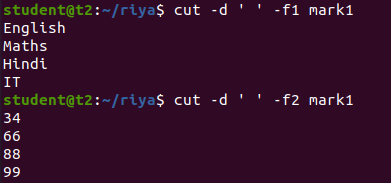 student@t2:~/riya$ cut -d ' ' -f1 mark1
English
Maths
Hindi
IT
student@t2:~/riya$ cut -d ' ' -f2 mark1
34
66
88
99